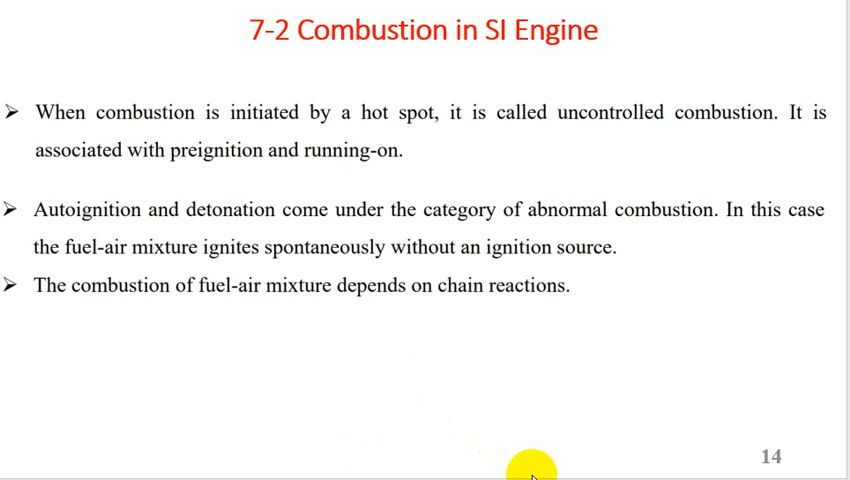 7-2 Combustion in SI Engine
➢ When combustion is initiated by a hot spot, it is called uncontrolled combustion. It is
associated with preignition and running-on.
➢ Autoignition and detonation come under the category of abnormal combustion. In this case
the fuel-air mixture ignites spontaneously without an ignition source.
➢ The combustion of fuel-air mixture depends on chain reactions.
14